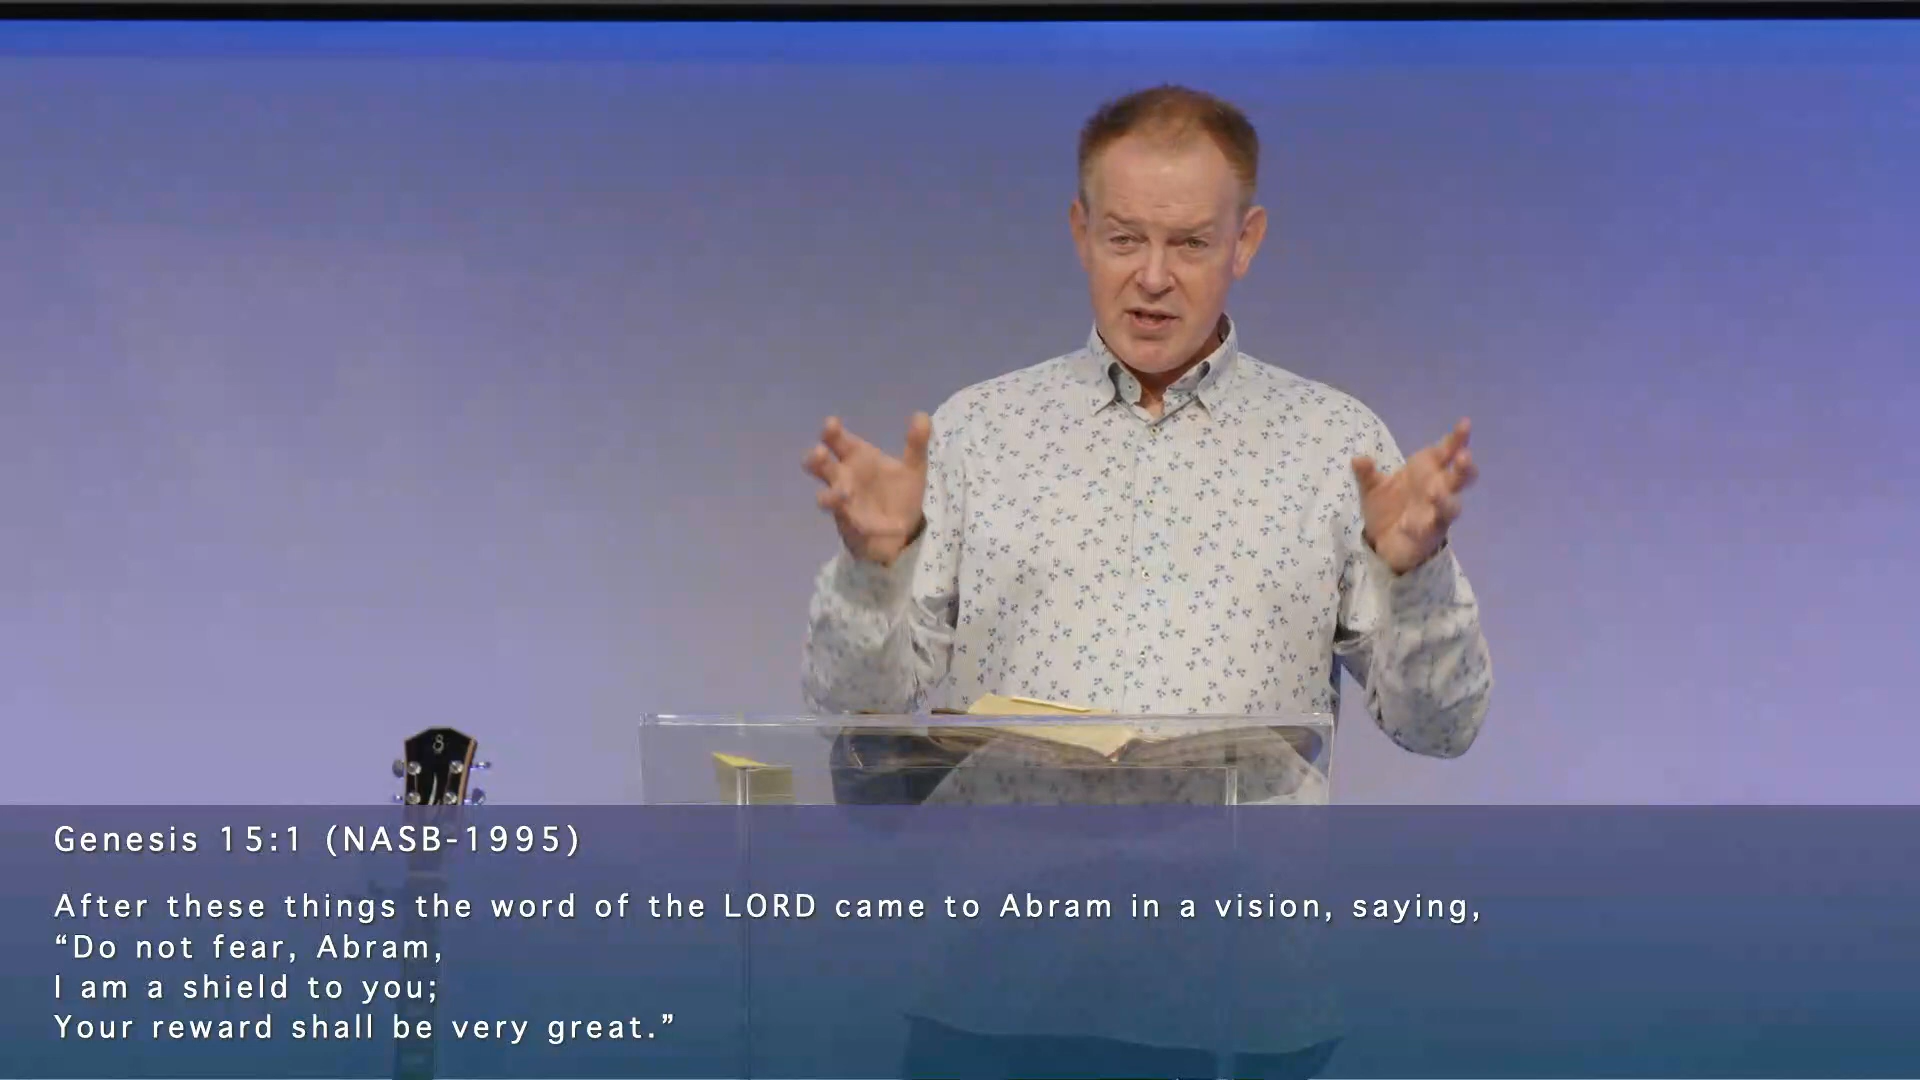 Genesis 15:1 (NASB-1995)
After these things the word of the LORD came to Abram in a vision, saying,
“Do not fear, Abram,
I am a shield to you;
Your reward shall be very great.”